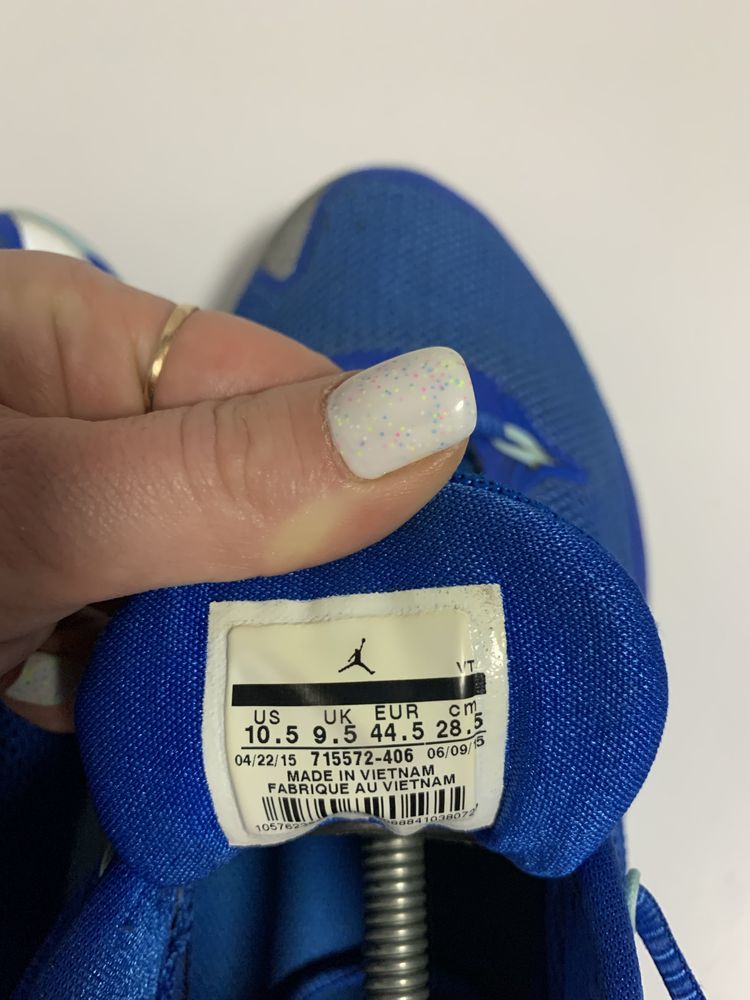 VT
US UK EUR cm
10.5 9.5 44.5 28.5
04/22/15 715572-406 06/09/15
MADE IN VIETNAM
FABRIQUE AU VIETNAM